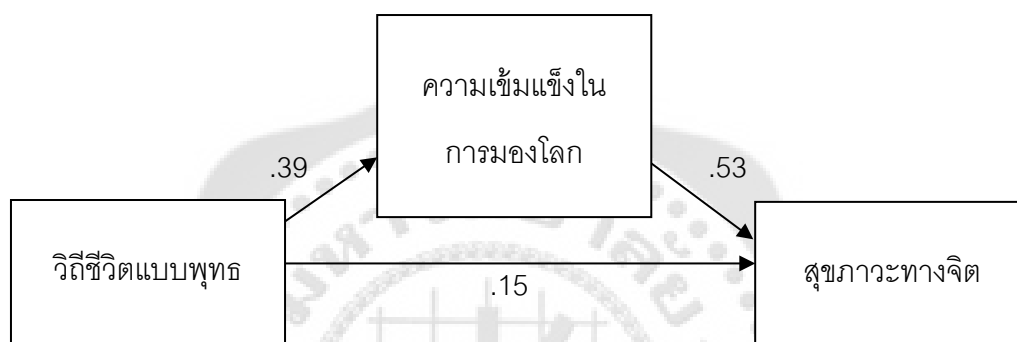 ความเข้มแข็งใน
การมองโลก
.39
.53
วิถีชีวิตแบบพุทธ
สุขภาวะทางจิต
.15